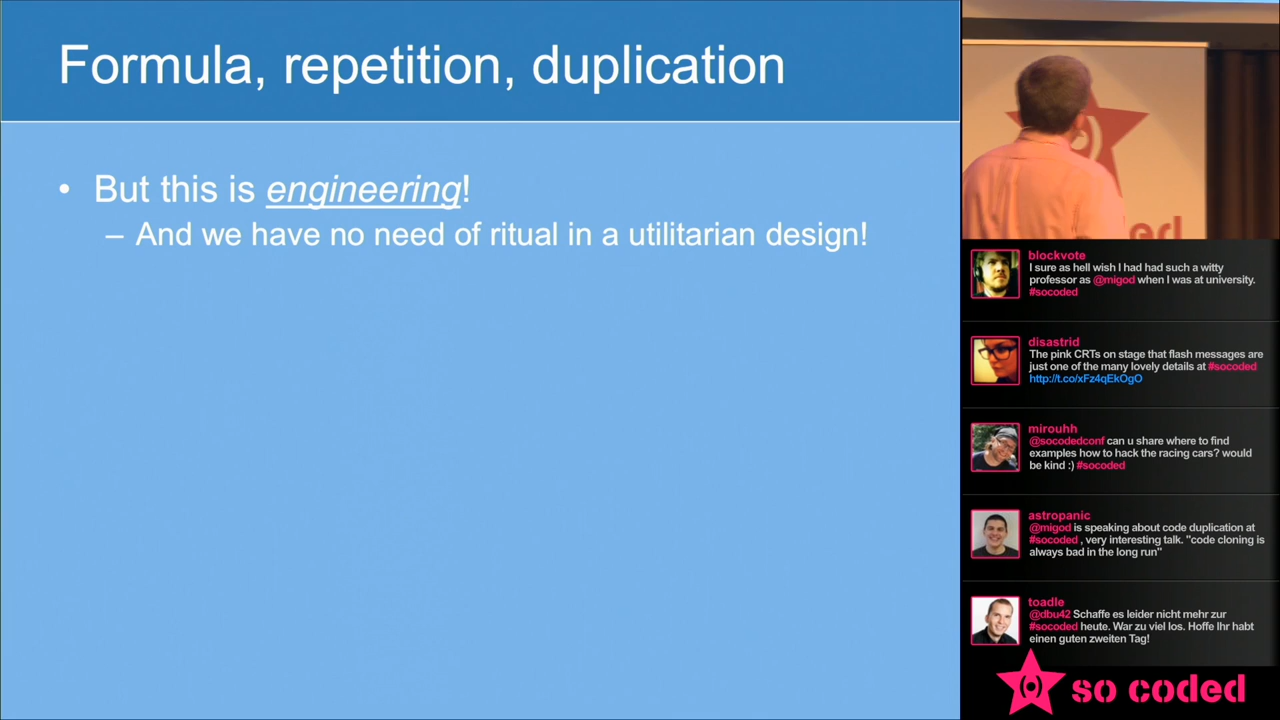 Formula, repetition, duplication
• But this is engineering!
– And we have no need of ritual in a utilitarian design!
ed
blockvote
I sure as hell wish I had had such a witty
professor as @migod when I was at university.
#socoded
disastrid
The pink CRTs on stage that flash messages are
just one of the many lovely details at #socoded
http://t.co/xFz4qEkOgO
mirouhh
@socodedconf can u share where to find
examples how to hack the racing cars? would
be kind :) #socoded
astropanic
@migod is speaking about code duplication at
#socoded , very interesting talk. "code cloning is
always bad in the long run"
toadle
@dbu42 Schaffe es leider nicht mehr zur
#socoded heute. War zu viel los. Hoffe Ihr habt
einen guten zweiten Tag!
so coded